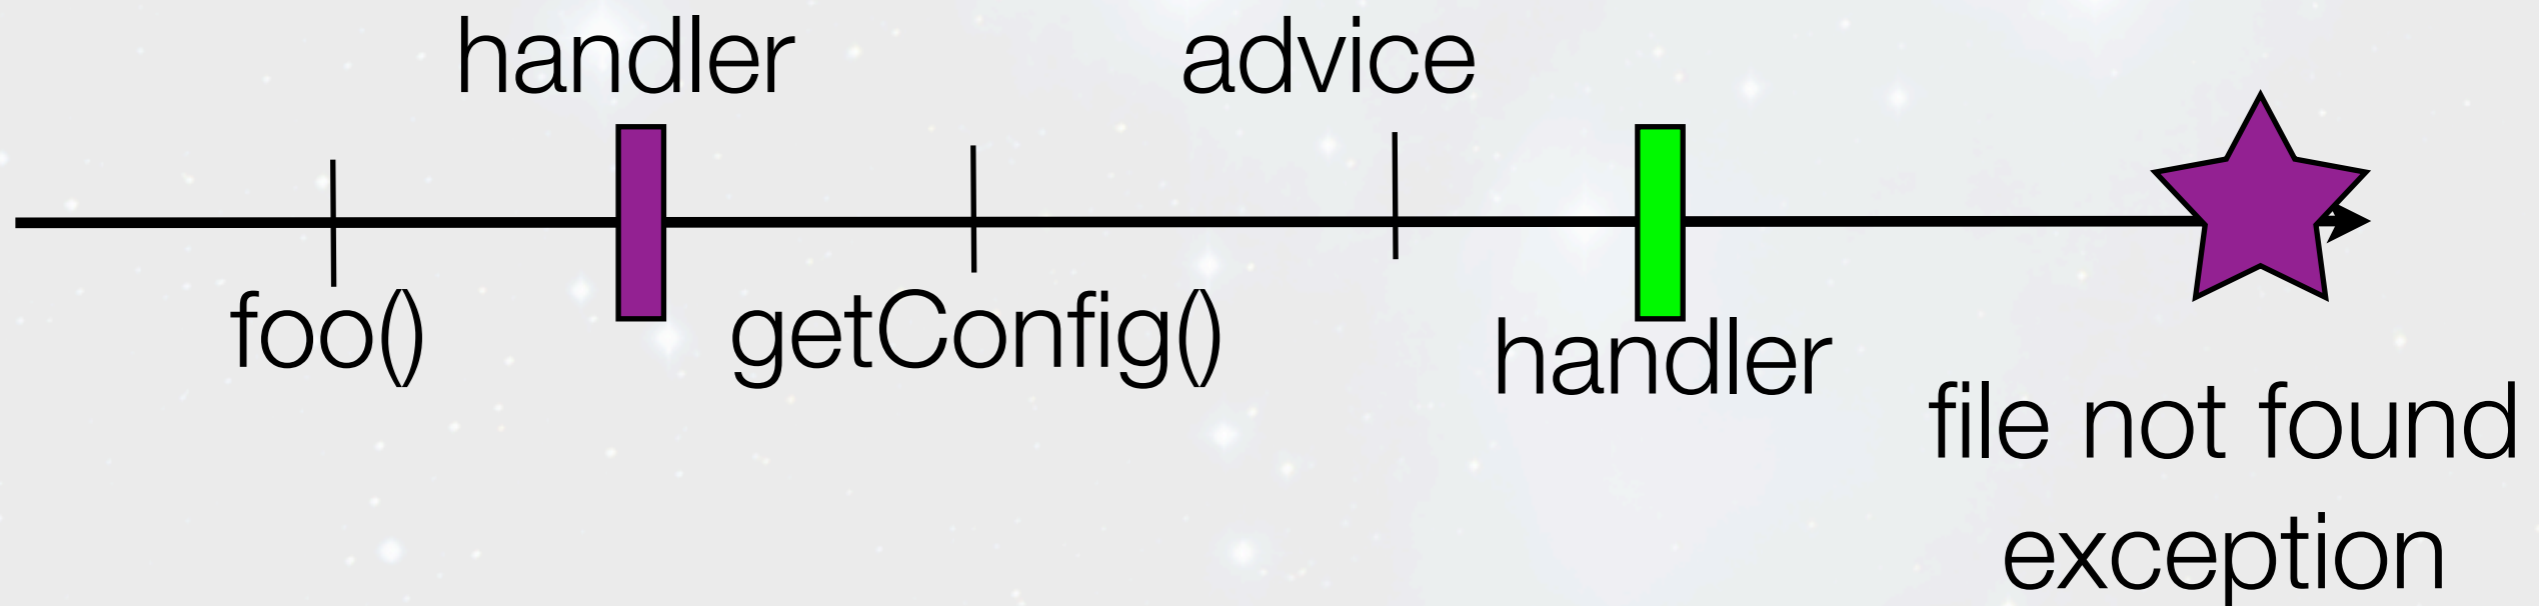 handler
advice
foo()
getConfig()
handler
file not found
exception